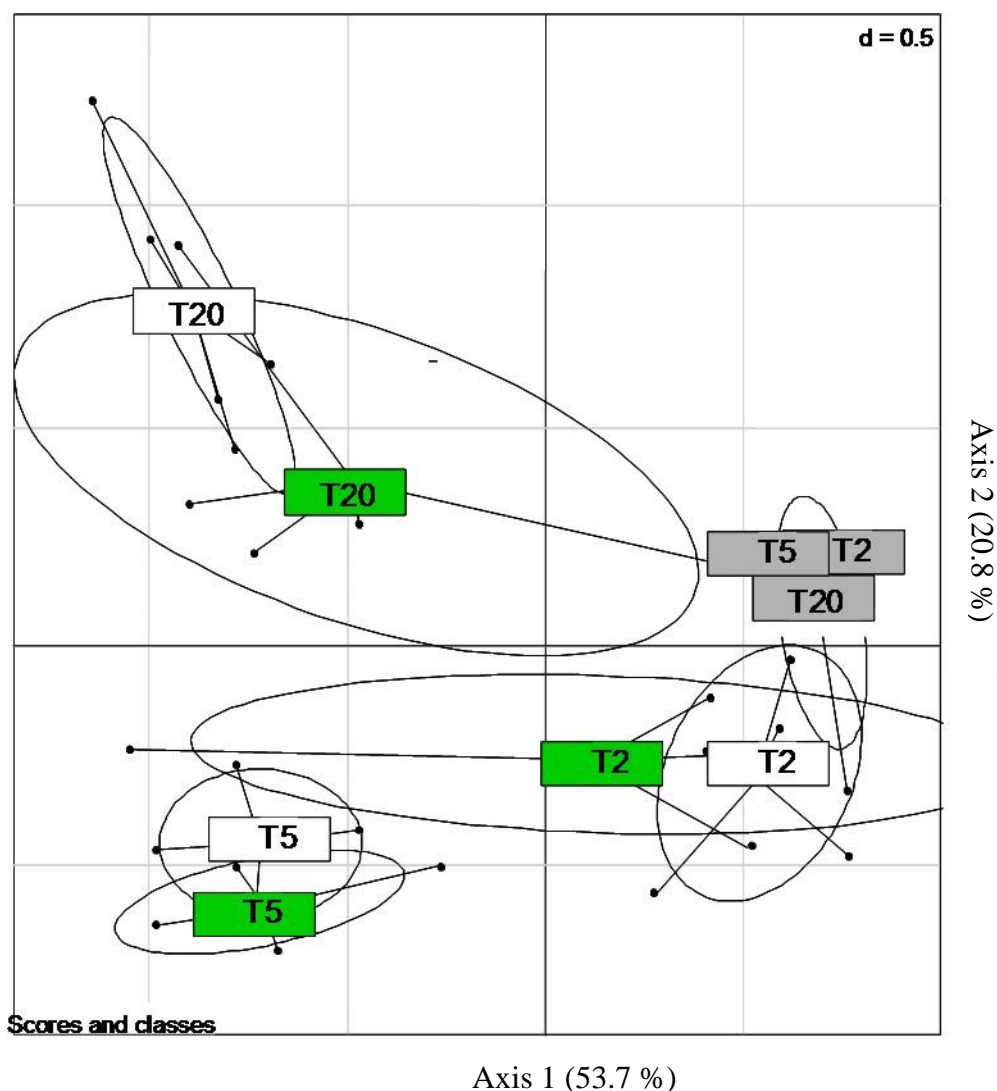 d = 0.5
T20
T20
T5 T2
T20
T2 T2
T5
T5
Scores and classes
Axis 1 (53.7 %)
Axis 2 (20.8 %)